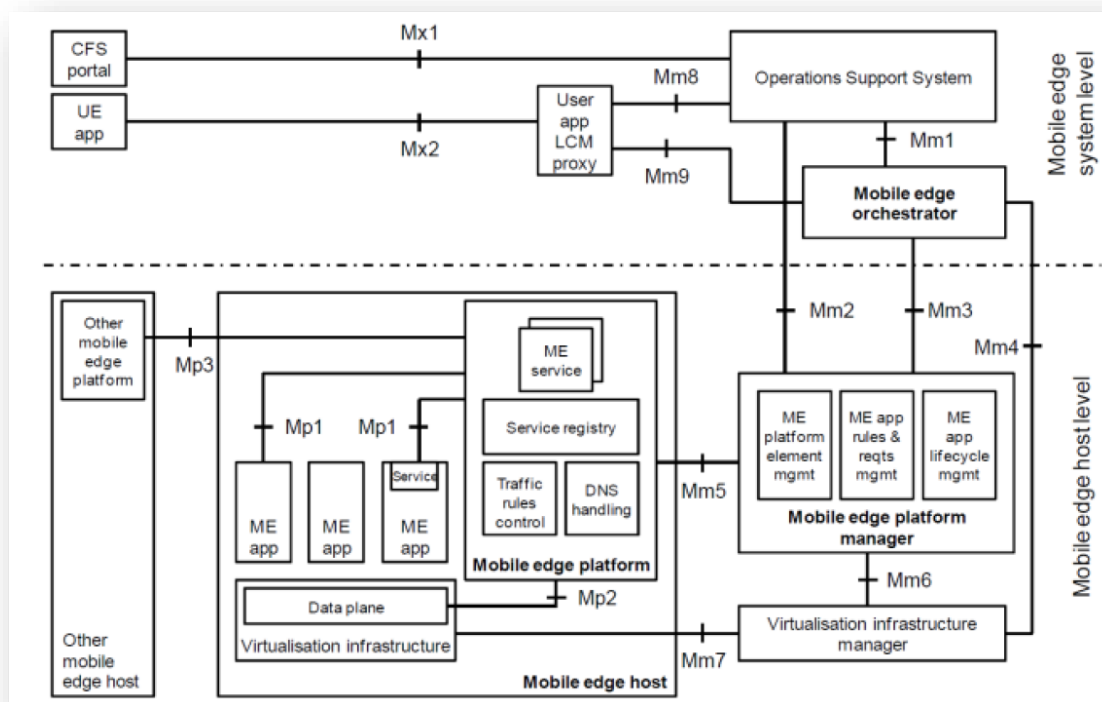 CFS
portal
Mx1
Operations Support System
Mm8
UE
app
Mx2
User
app
LCM
proxy
Mm9
Mm1
Mobile edge
orchestrator
Mobile edge
system level
Other
mobile
edge
platform
Mp3
ME
service
Service registry
Traffic
rules
control
DNS
handling
Mobile edge platform
Mp1
Mp1
ME
app
ME
app
Service
ME
app
Mp2
Data plane
Virtualisation infrastructure
Mobile edge host
Other
mobile
edge host
Mm2
Mm3
Mm4
Mm5
ME
platform
element
mgmt
ME app
rules &
reqts
mgmt
ME
app
lifecycle
mgmt
Mobile edge platform
manager
Mm6
Virtualisation infrastructure
manager
Mm7
Mobile edge host level